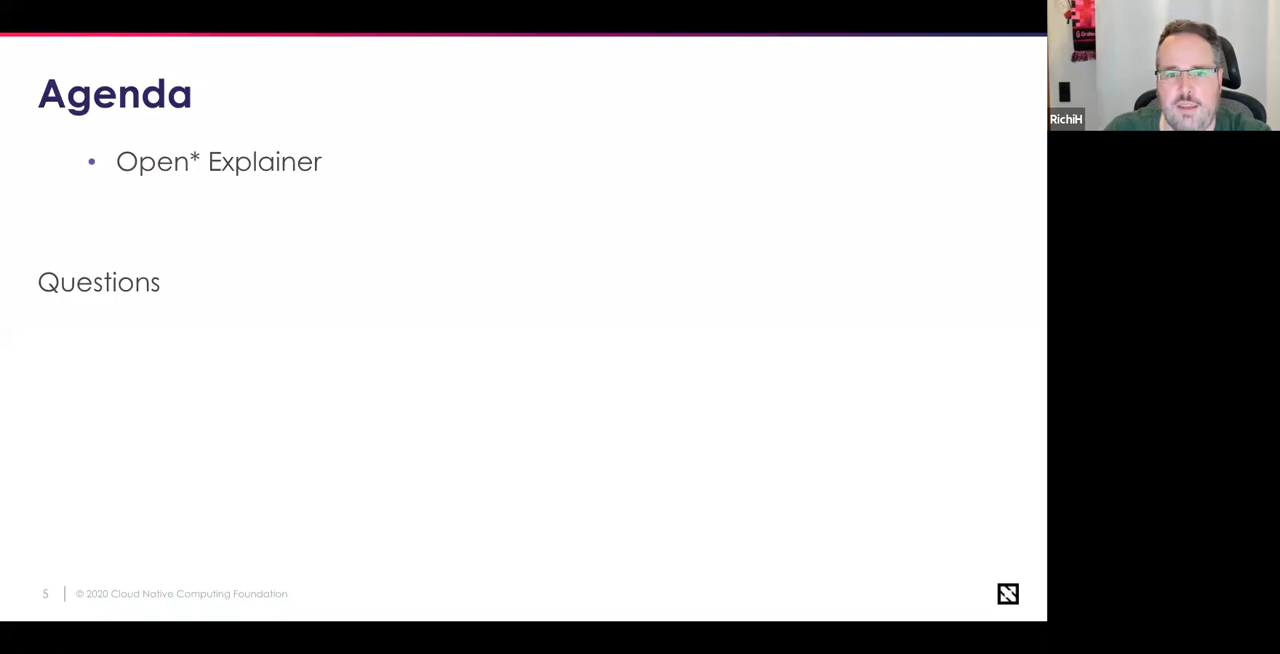 Agenda
• Open* Explainer
Questions
5
© 2020 Cloud Native Computing Foundation
RichiH